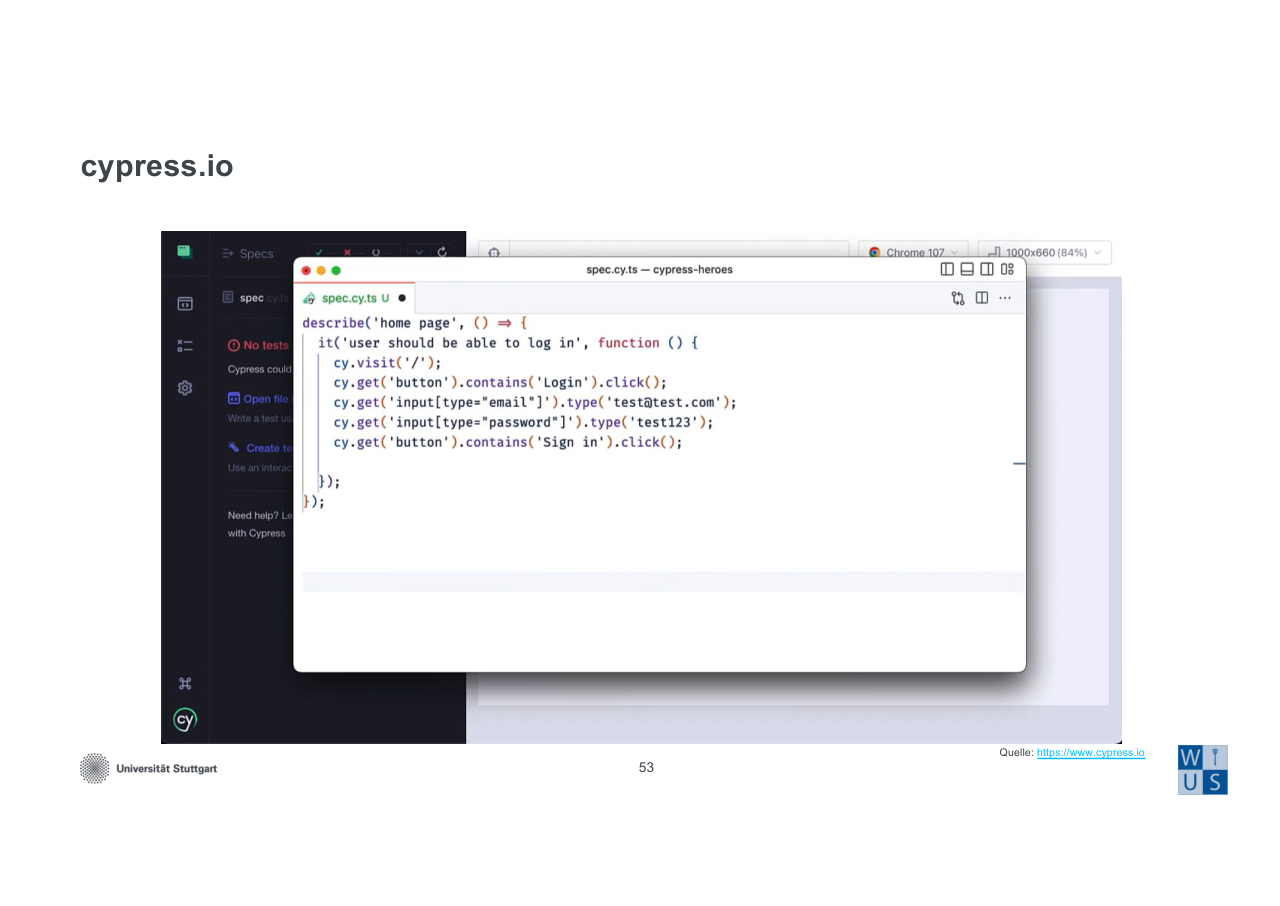 cypress.io
Specs
Chrome 107
1000x660 (84%)
spec.cy.ts — cypress-heroes
spec cy.ts
spec.cy.ts U
No tests
Cypress could
Open file
Write a test us
Create te
Use an interac
Need help? Le
with Cypress
describe('home page', () => {
it('user should be able to log in', function () {
cy.visit('/');
cy.get('button').contains('Login').click();
cy.get('input[type="email"]').type('test@test.com');
cy.get('input[type="password"]').type('test123');
cy.get('button').contains('Sign in').click();
});
});
cy
Quelle: https://www.cypress.io
Universität Stuttgart
53
W I
U S